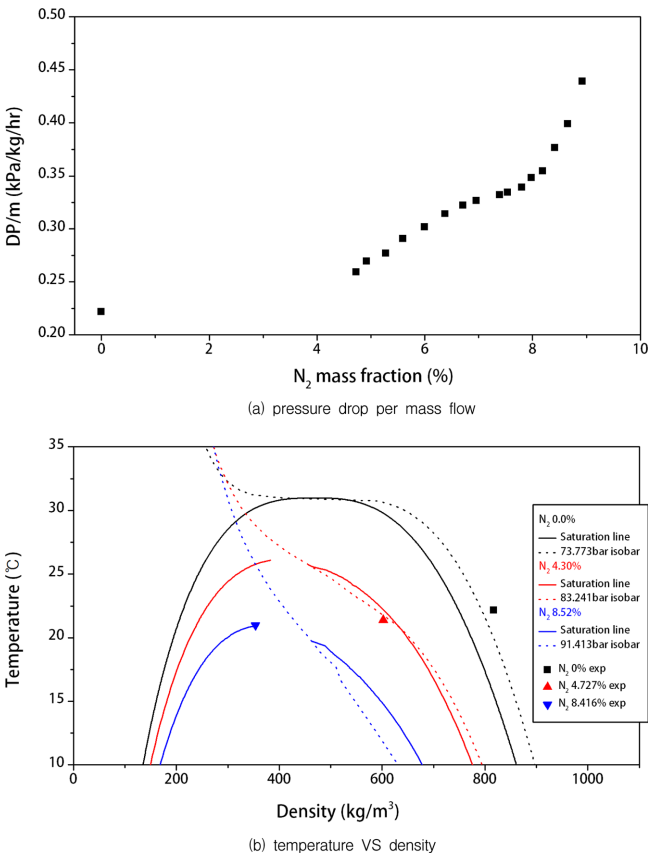 0.50
0.45
0.40
0.35
0.30
0.25
0.20
DP/m (kPa/kg/hr)
0 2 4 6 8 10
N2 mass fraction (%)
(a) pressure drop per mass flow
35
30
25
20
15
10
Temperature (℃)
N2 0.0%
Saturation line
73.773bar isobar
N2 4.30%
Saturation line
83.241bar isobar
N2 8.52%
Saturation line
91.413bar isobar
N2 0% exp
N2 4.727% exp
N2 8.416% exp
0 200 400 600 800 1000
Density (kg/m³)
(b) temperature VS density